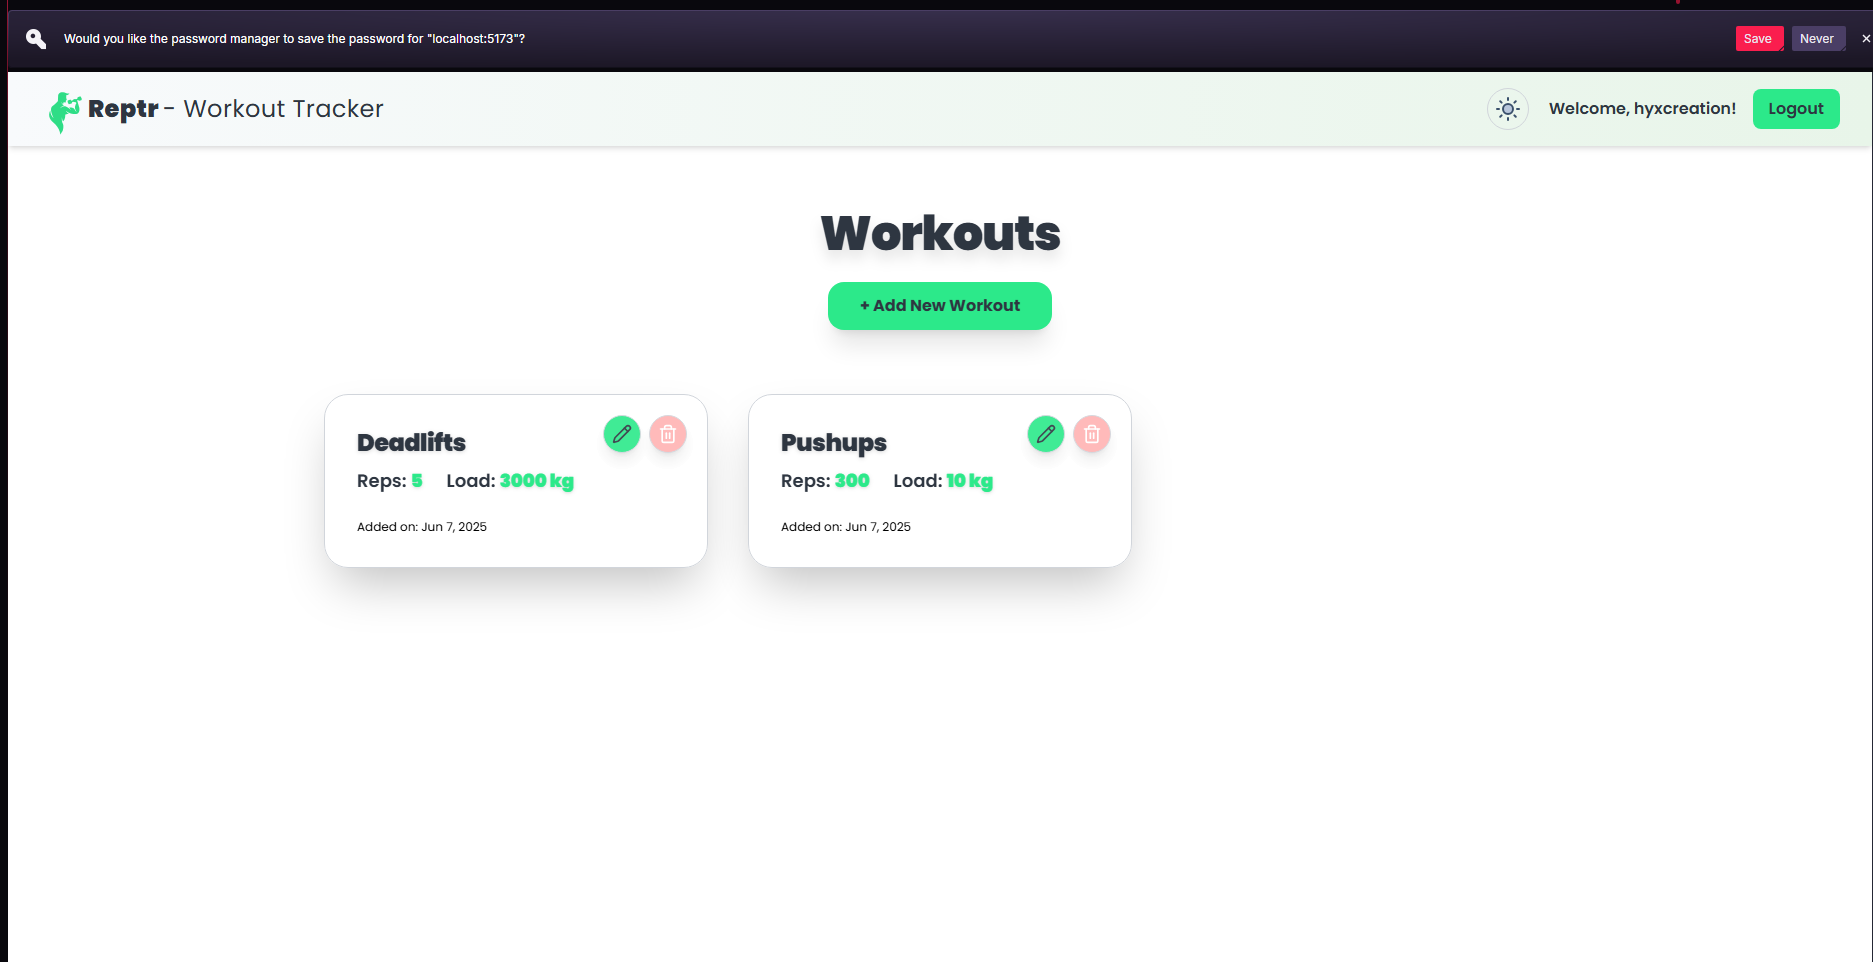 Would you like the password manager to save the password for "localhost:5173"?
Save
Never
Reptr - Workout Tracker
Welcome, hyxcreation!
Logout
Workouts
+ Add New Workout
Deadlifts
Reps: 5 Load: 3000 kg
Added on: Jun 7, 2025
Pushups
Reps: 300 Load: 10 kg
Added on: Jun 7, 2025